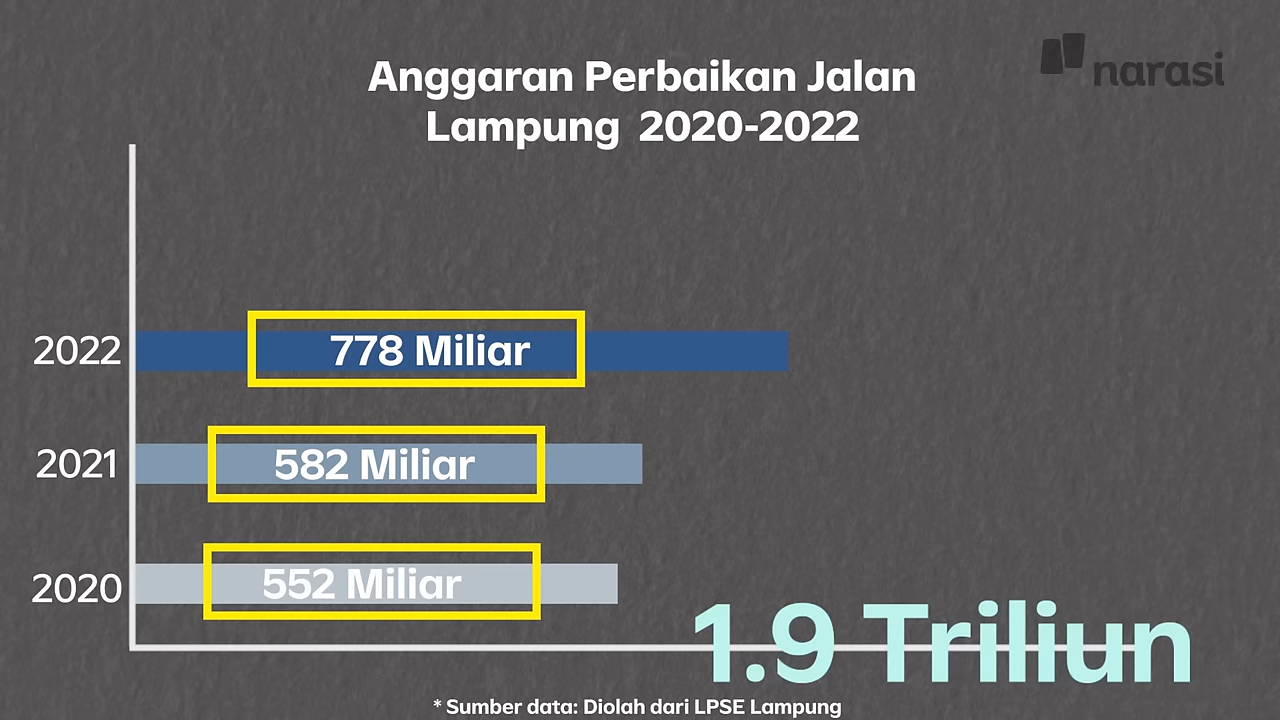 narasi
Anggaran Perbaikan Jalan
Lampung 2020-2022
2022
778 Miliar
2021
582 Miliar
2020
552 Miliar
1.9 Triliun
* Sumber data: Diolah dari LPSE Lampung